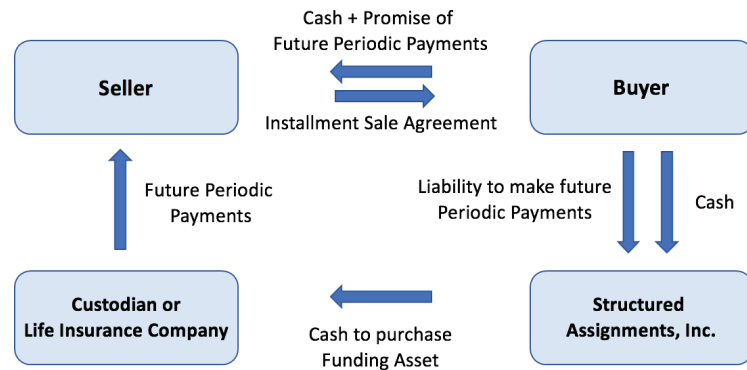 Cash + Promise of
Future Periodic Payments
Seller
Buyer
Installment Sale Agreement
Future Periodic
Payments
Liability to make future
Periodic Payments
Cash
Custodian or
Life Insurance Company
Structured
Assignments, Inc.
Cash to purchase
Funding Asset